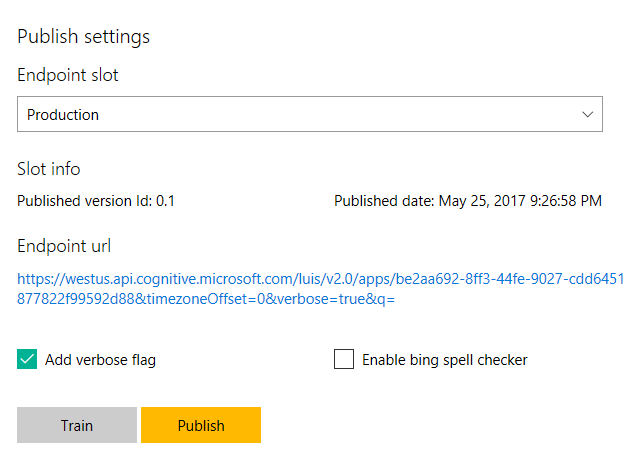 Publish settings
Endpoint slot
Production
Slot info
Published version Id: 0.1
Published date: May 25, 2017 9:26:58 PM
Endpoint url
https://westus.api.cognitive.microsoft.com/luis/v2.0/apps/be2aa692-8ff3-44fe-9027-cdd6451
877822f99592d88&timezoneOffset=0&verbose=true&q=
Add verbose flag
Enable bing spell checker
Train
Publish